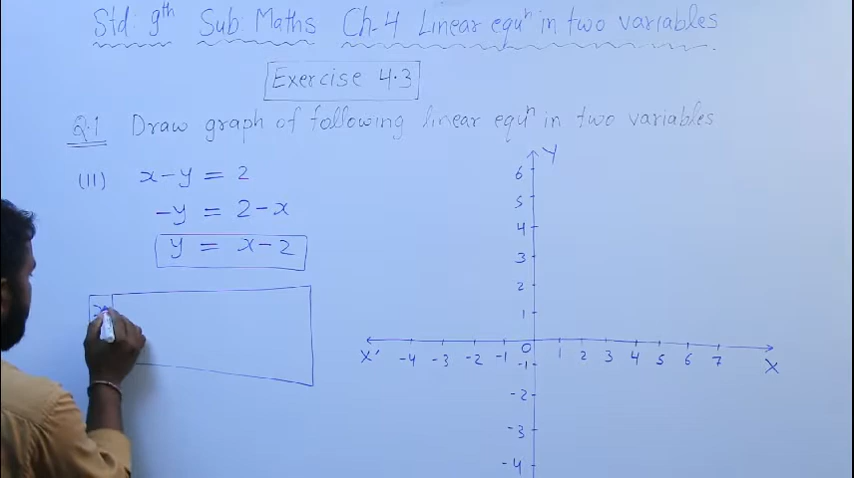 Std: 9th Sub: Maths Ch-4 Linear equn in two variables
Exercise 4.3
Q.1 Draw graph of following linear equn in two variables
(II) x-y = 2
-y = 2-x
y = x-2
x
Y
6
5
4
3
2
1
X' -4 -3 -2 -1 0 1 2 3 4 5 6 7 X
-1
-2
-3
-4